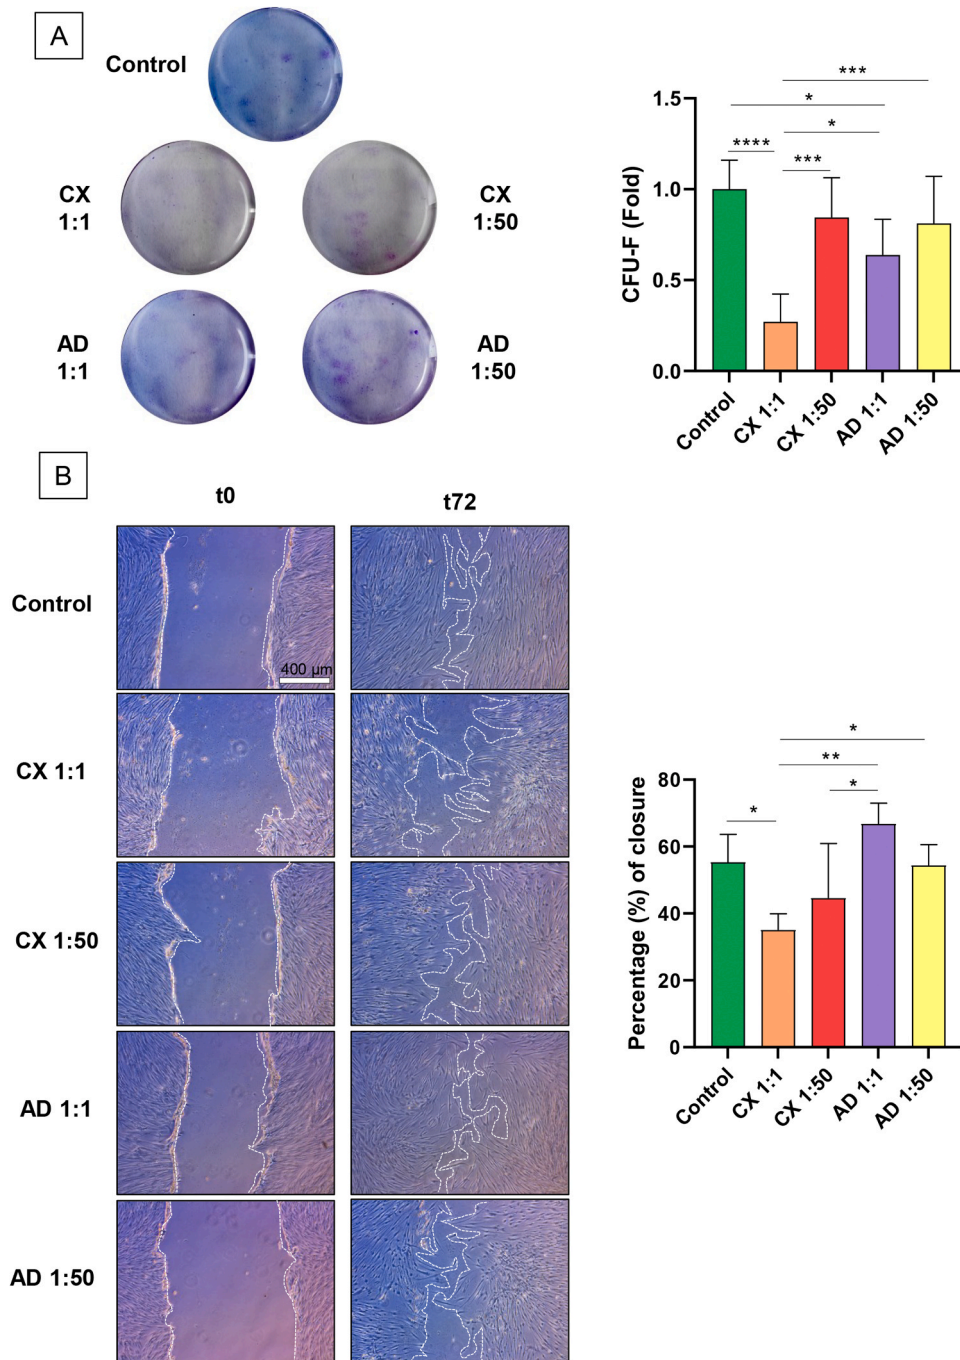 A
Control
CX
1:1
CX
1:50
AD
1:1
AD
1:50
CFU-F (Fold)
1.5
1.0
0.5
0.0
***
*
*
****
***
Control
CX 1:1
CX 1:50
AD 1:1
AD 1:50
B
t0
t72
Control
400 µm
CX 1:1
CX 1:50
AD 1:1
AD 1:50
Percentage (%) of closure
80
60
40
20
0
*
**
*
*
Control
CX 1:1
CX 1:50
AD 1:1
AD 1:50